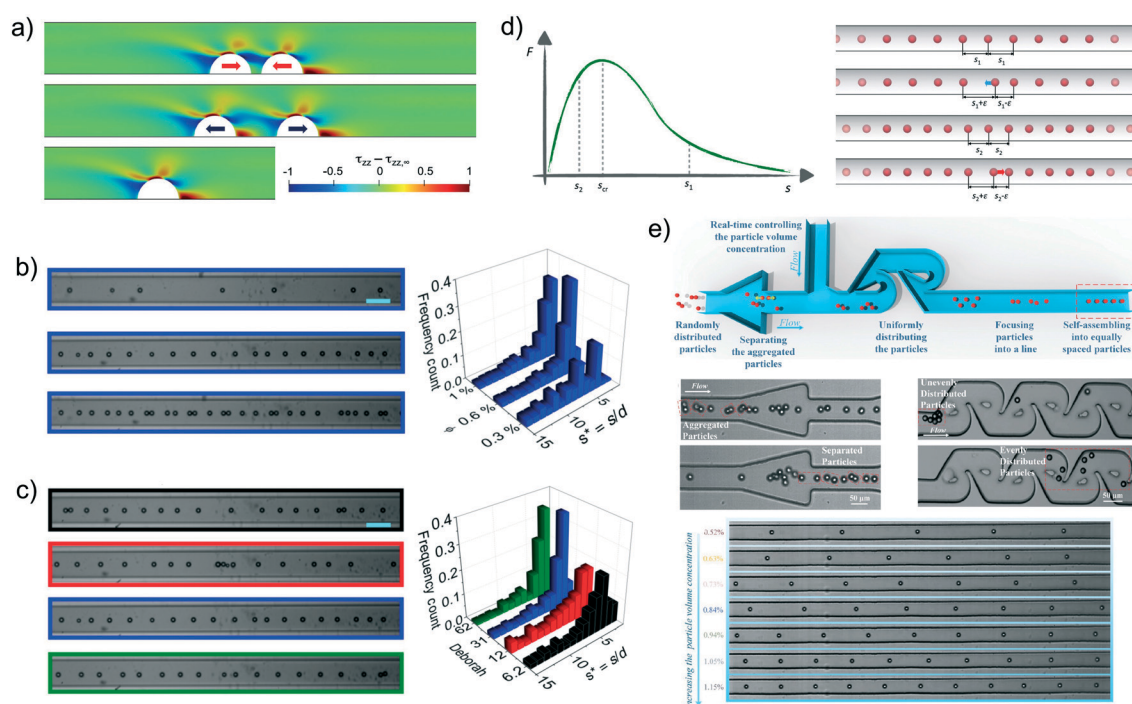 a)
τzz − τzz,∞
-1 -0.5 0 0.5 1
b)
Frequency count
0.4
0.3
0.2
0.1
0.0
1 %
0.6 %
0.3 %
ϕ
15
10
5
s* = s/d
c)
Frequency count
0.4
0.3
0.2
0.1
0.0
62
31
12
6.2
Deborah
15
10
5
s* = s/d
d)
F
s2 scr s1 s
s1 s1
s1+ε s1-ε
s2 s2
s2+ε s2-ε
e)
Real-time controlling
the particle volume
concentration
Flow
Flow
Randomly
distributed
particles
Separating
the aggregated
particles
Uniformly
distributing
the particles
Focusing
particles
into a line
Self-assembling
into equally
spaced particles
Flow
Aggregated
Particles
Separated
Particles
50 μm
Unevenly
Distributed
Particles
Flow
Evenly
Distributed
Particles
50 μm
Increasing the particle volume concentration
0.52%
0.63%
0.73%
0.84%
0.94%
1.05%
1.15%